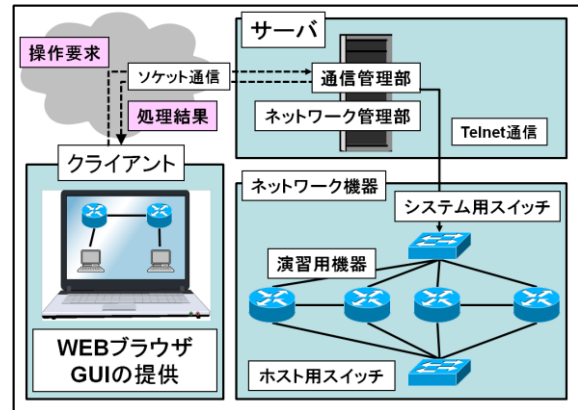 操作要求
ソケット通信
処理結果
クライアント
WEBブラウザ
GUIの提供
サーバ
通信管理部
ネットワーク管理部
Telnet通信
ネットワーク機器
システム用スイッチ
演習用機器
ホスト用スイッチ